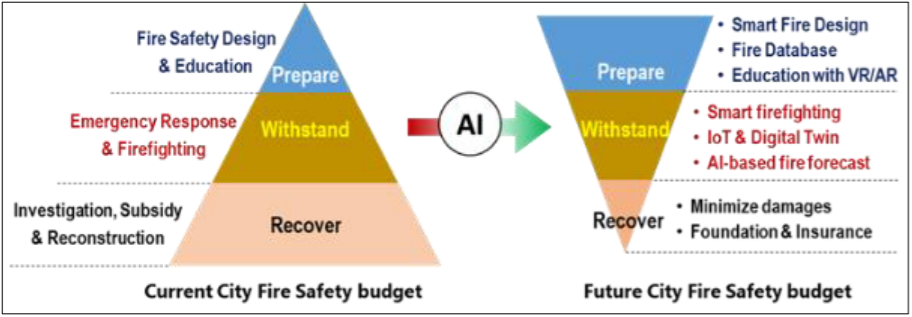 Fire Safety Design
& Education
Prepare
Emergency Response
& Firefighting
Withstand
Investigation, Subsidy
& Reconstruction
Recover
Current City Fire Safety budget
AI
Prepare
• Smart Fire Design
• Fire Database
• Education with VR/AR
Withstand
• Smart firefighting
• IoT & Digital Twin
• AI-based fire forecast
Recover
• Minimize damages
• Foundation & Insurance
Future City Fire Safety budget